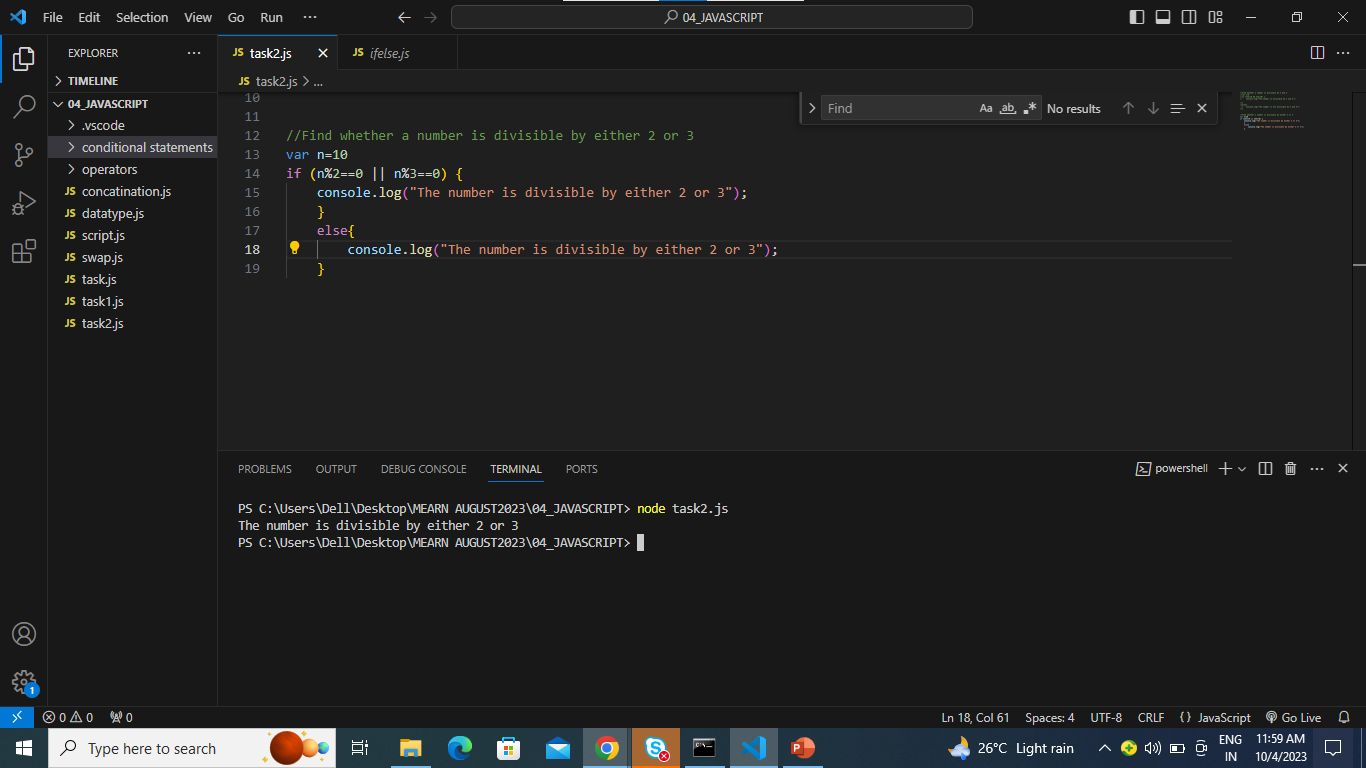 File Edit Selection View Go Run ··· 04_JAVASCRIPT
EXPLORER ···
TIMELINE
04_JAVASCRIPT
.vscode
conditional statements
operators
JS concatination.js
JS datatype.js
JS script.js
JS swap.js
JS task.js
JS task1.js
JS task2.js
JS task2.js JS ifelse.js ···
JS task2.js > ...
Find Aa ab No results
10
11
12 //Find whether a number is divisible by either 2 or 3
13 var n=10
14 if (n%2==0 || n%3==0) {
15 console.log("The number is divisible by either 2 or 3");
16 }
17 else{
18 console.log("The number is divisible by either 2 or 3");
19 }
PROBLEMS OUTPUT DEBUG CONSOLE TERMINAL PORTS powershell ···
PS C:\Users\Dell\Desktop\MEARN AUGUST2023\04_JAVASCRIPT> node task2.js
The number is divisible by either 2 or 3
PS C:\Users\Dell\Desktop\MEARN AUGUST2023\04_JAVASCRIPT>
1
0 0 0 Ln 18, Col 61 Spaces: 4 UTF-8 CRLF {} JavaScript Go Live
Type here to search 26°C Light rain ENG IN 11:59 AM 10/4/2023